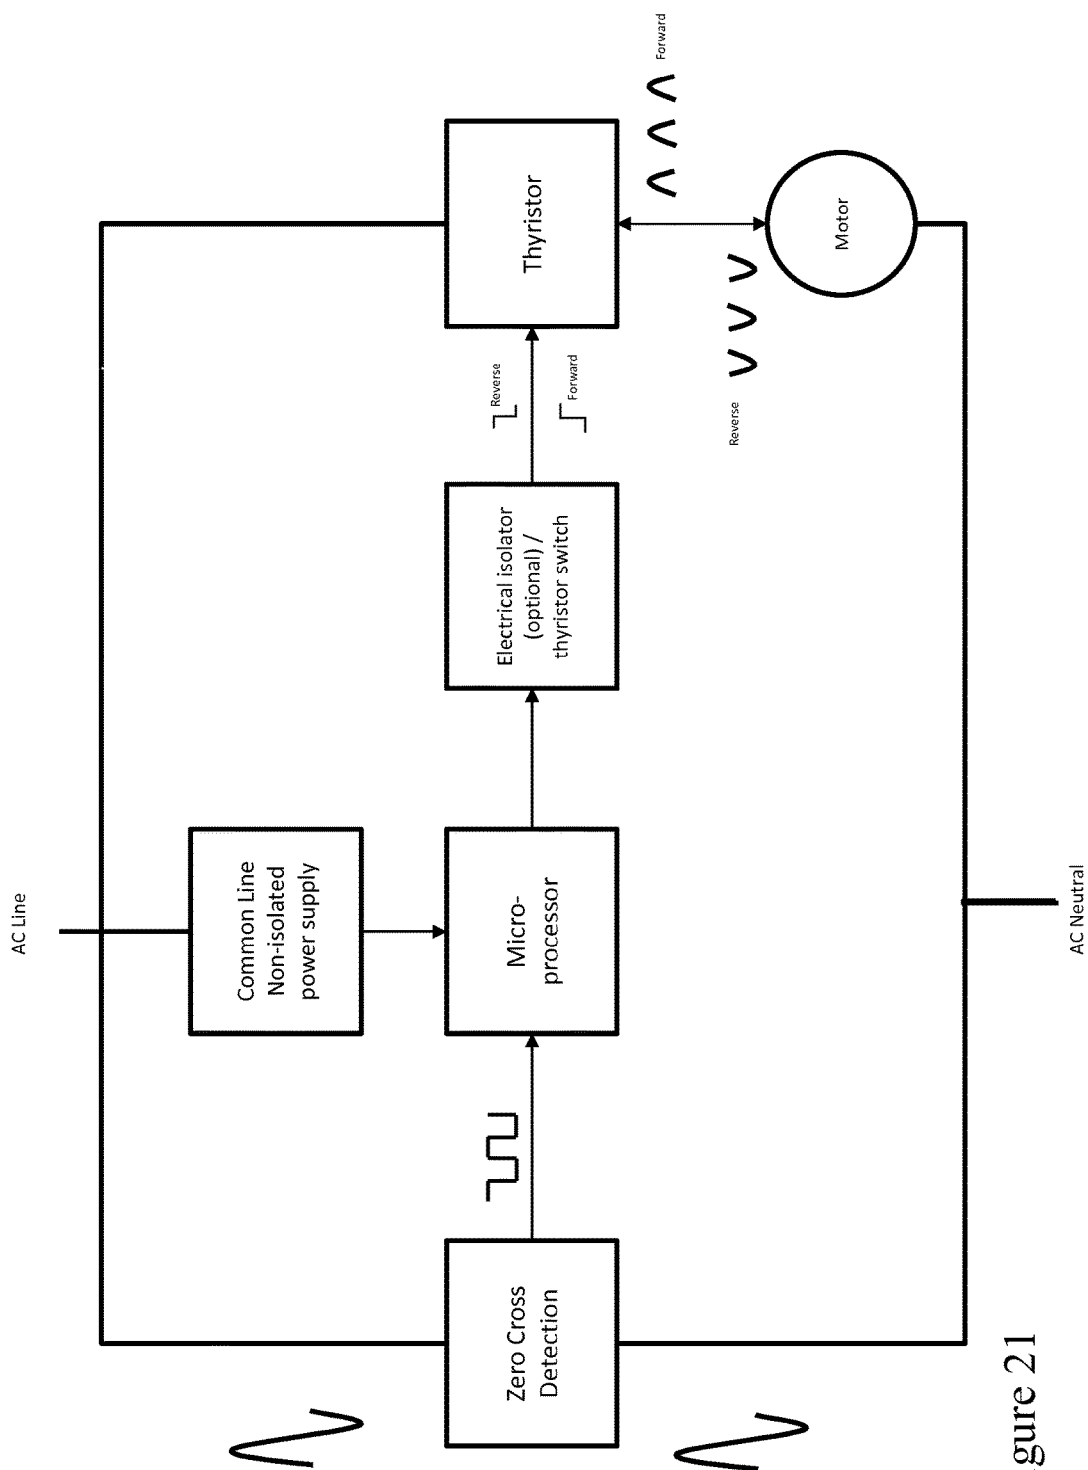 AC Line
Common Line
Non-isolated
power supply
Zero Cross
Detection
Micro-
processor
Electrical isolator
(optional) /
thyristor switch
Reverse
Forward
Thyristor
Forward
Reverse
Motor
AC Neutral
gure 21